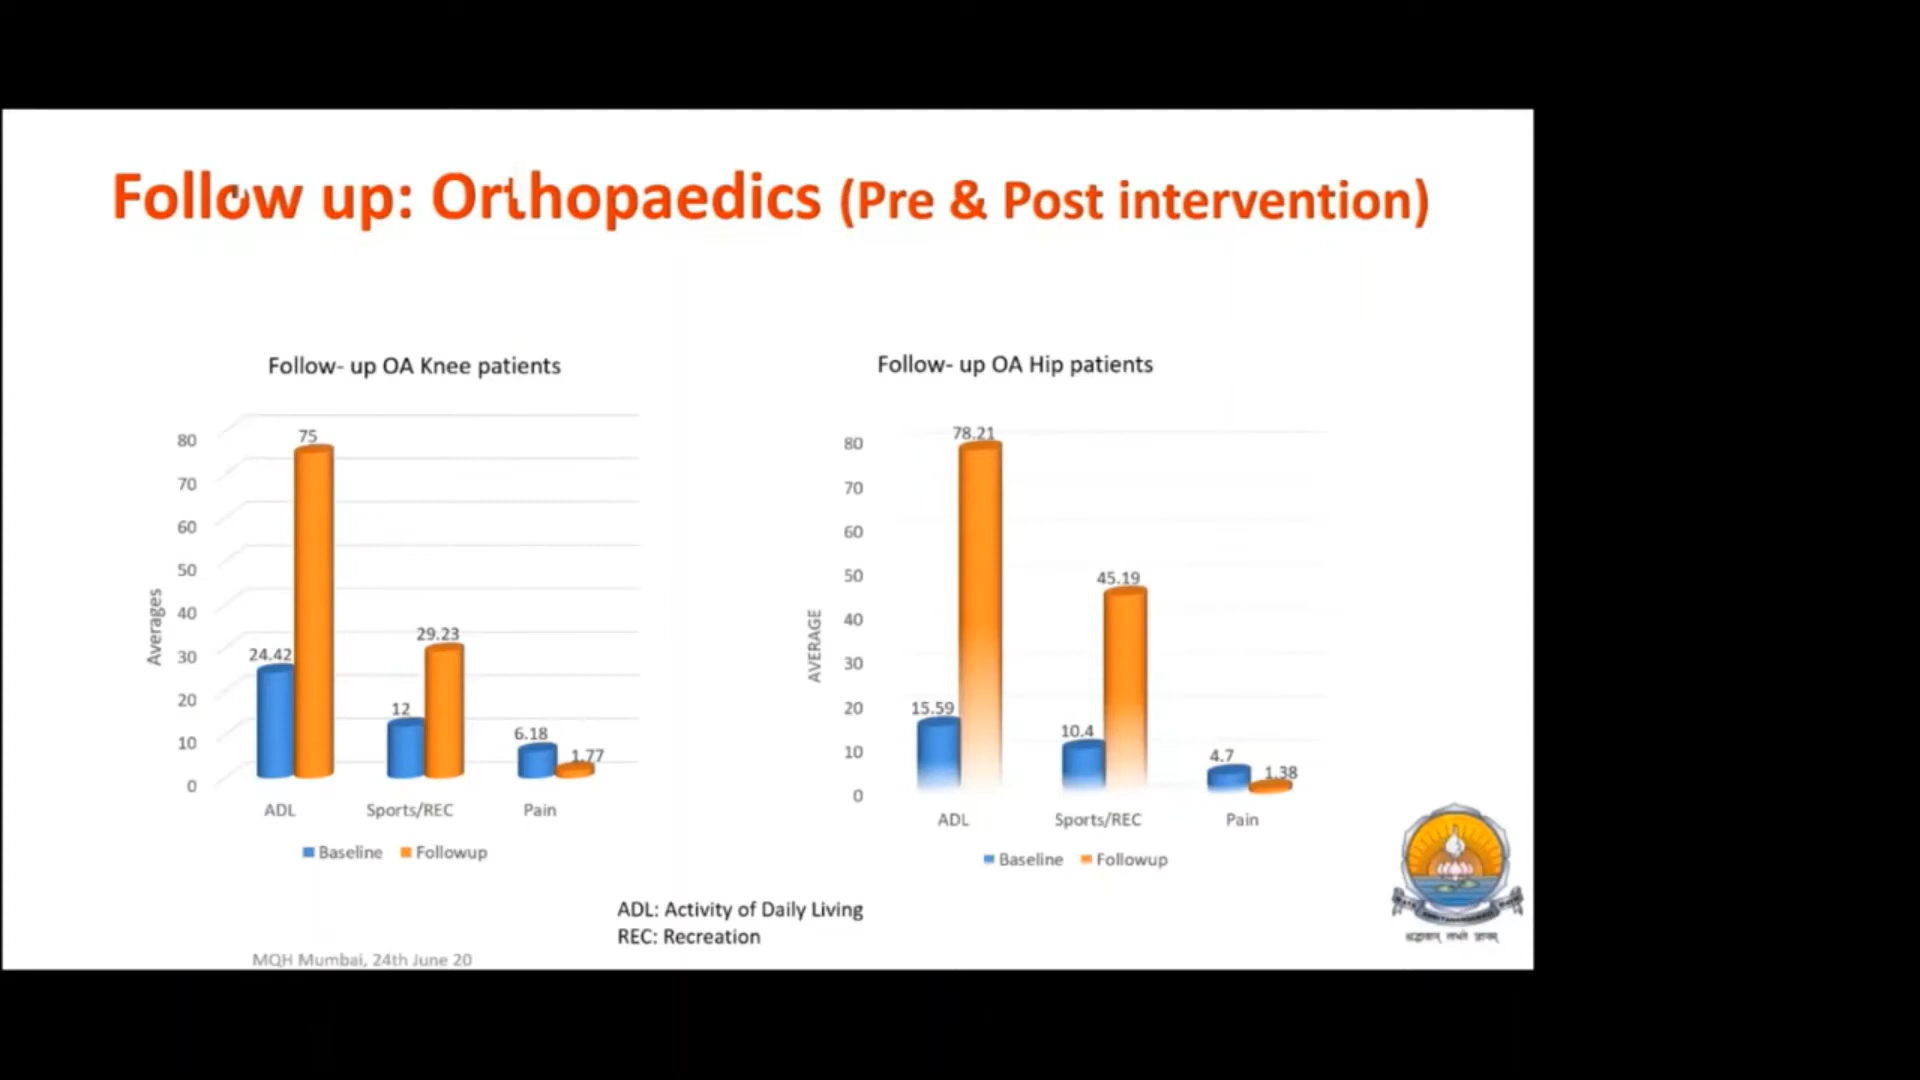 Follow up: Orthopaedics (Pre & Post intervention)
Follow- up OA Knee patients
Averages
80
70
60
50
40
30
20
10
0
24.42
75
12
29.23
6.18
1.77
ADL
Sports/REC
Pain
Baseline
Followup
Follow- up OA Hip patients
AVERAGE
80
70
60
50
40
30
20
10
0
15.59
78.21
10.4
45.19
4.7
1.38
ADL
Sports/REC
Pain
Baseline
Followup
ADL: Activity of Daily Living
REC: Recreation
MQH Mumbai, 24th June 20